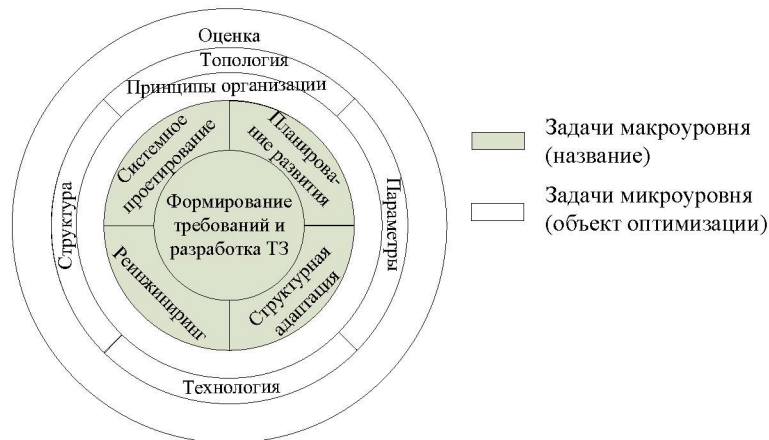 Оценка
Топология
Принципы организации
Системное
простирование
Планирова-
ние развития
Формирование
требований и
разработка ТЗ
Реинжиниринг
Структурная
адаптация
Структура
Параметры
Технология
Задачи макроуровня
(название)
Задачи микроуровня
(объект оптимизации)